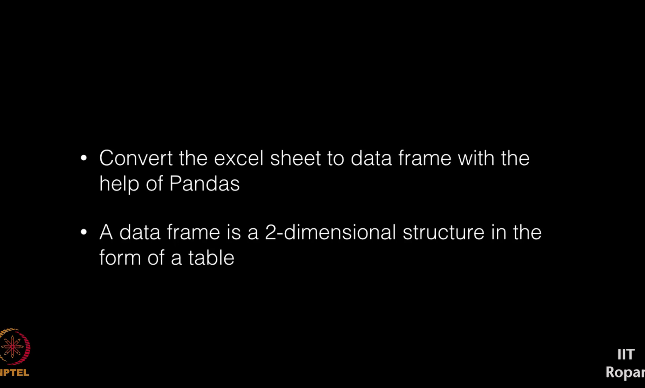 • Convert the excel sheet to data frame with the
help of Pandas
• A data frame is a 2-dimensional structure in the
form of a table
NPTEL
IIT
Ropar